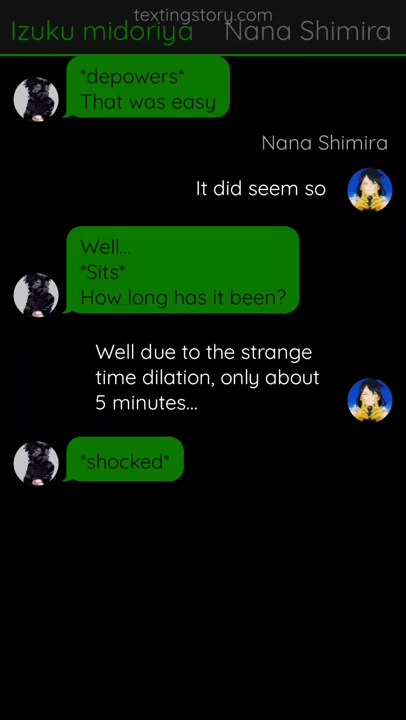 textingstory.com
Izuku midoriya
Nana Shimira
*depowers*
That was easy
Nana Shimira
It did seem so
Well...
*Sits*
How long has it been?
Well due to the strange
time dilation, only about
5 minutes...
*shocked*